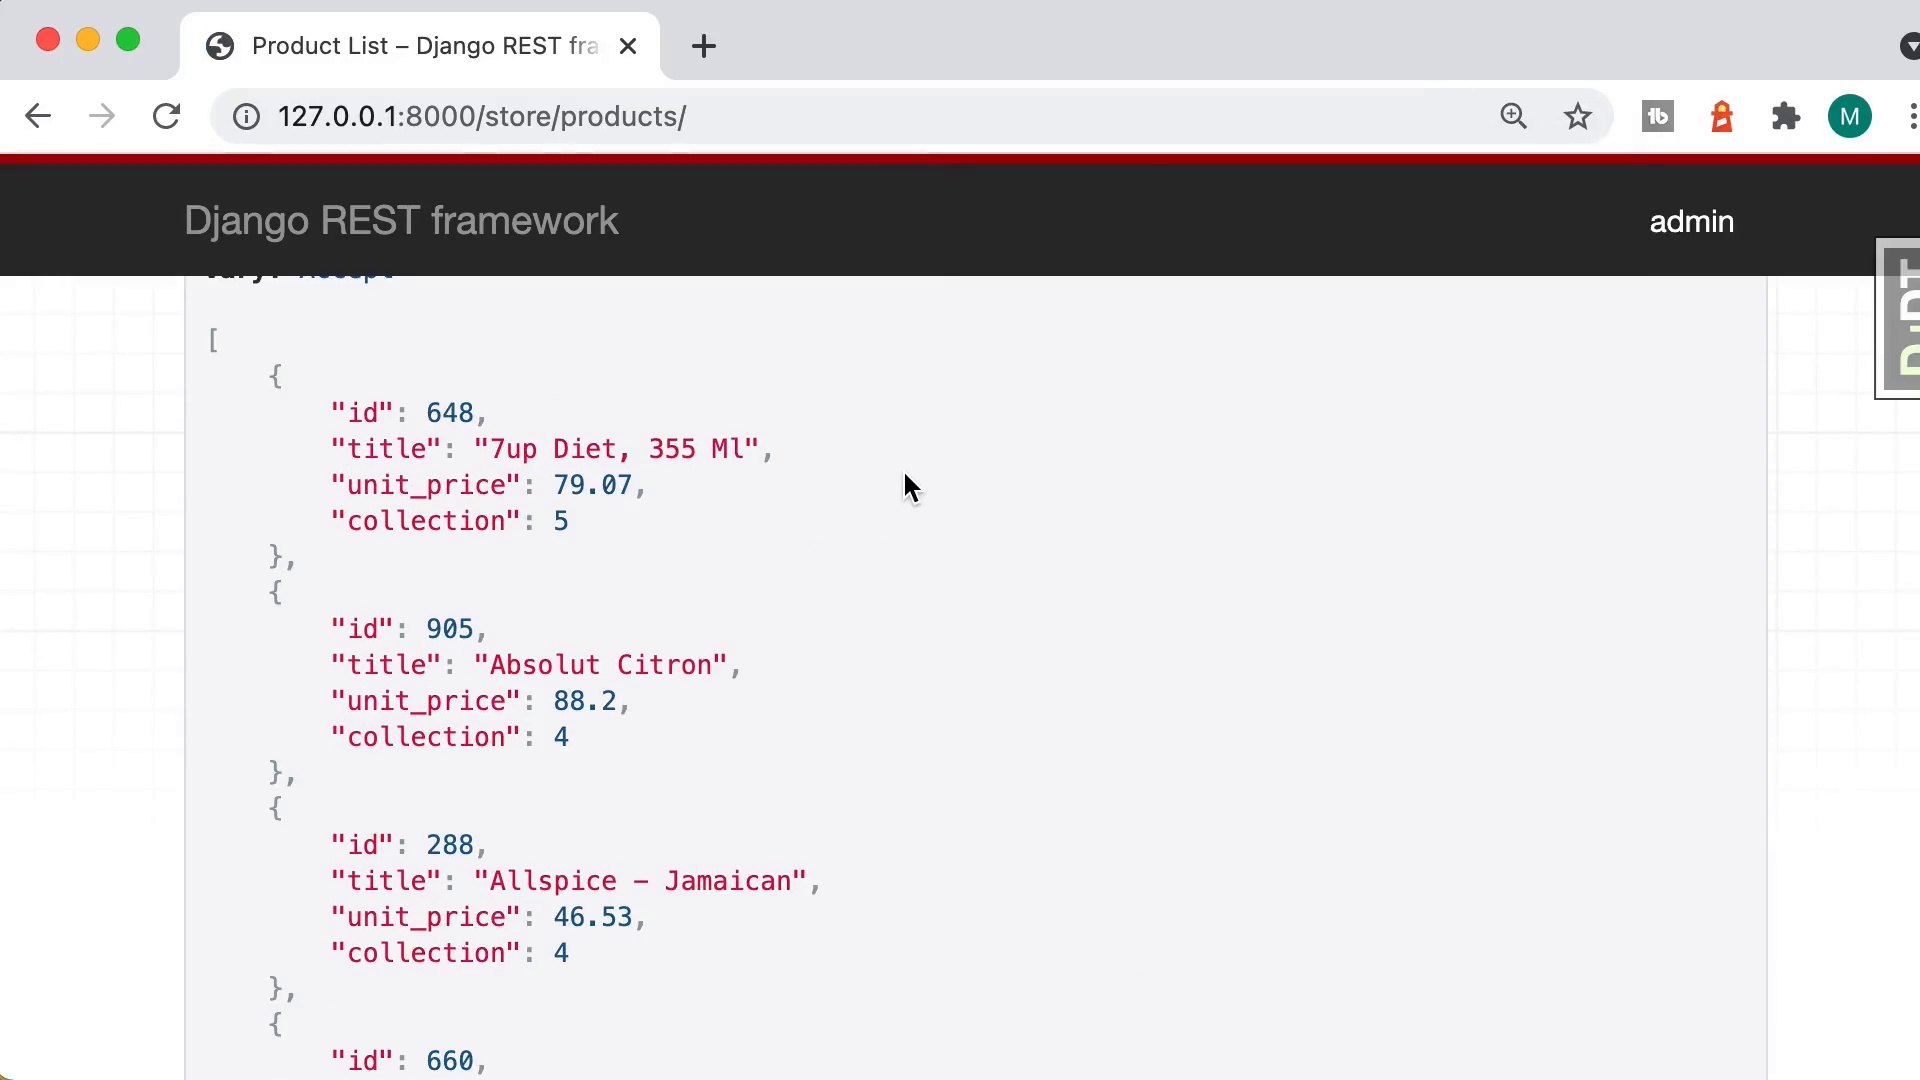 Product List – Django REST fra
127.0.0.1:8000/store/products/
M
Django REST framework
admin
Vary: Accept
[
{
"id": 648,
"title": "7up Diet, 355 Ml",
"unit_price": 79.07,
"collection": 5
},
{
"id": 905,
"title": "Absolut Citron",
"unit_price": 88.2,
"collection": 4
},
{
"id": 288,
"title": "Allspice – Jamaican",
"unit_price": 46.53,
"collection": 4
},
{
"id": 660,